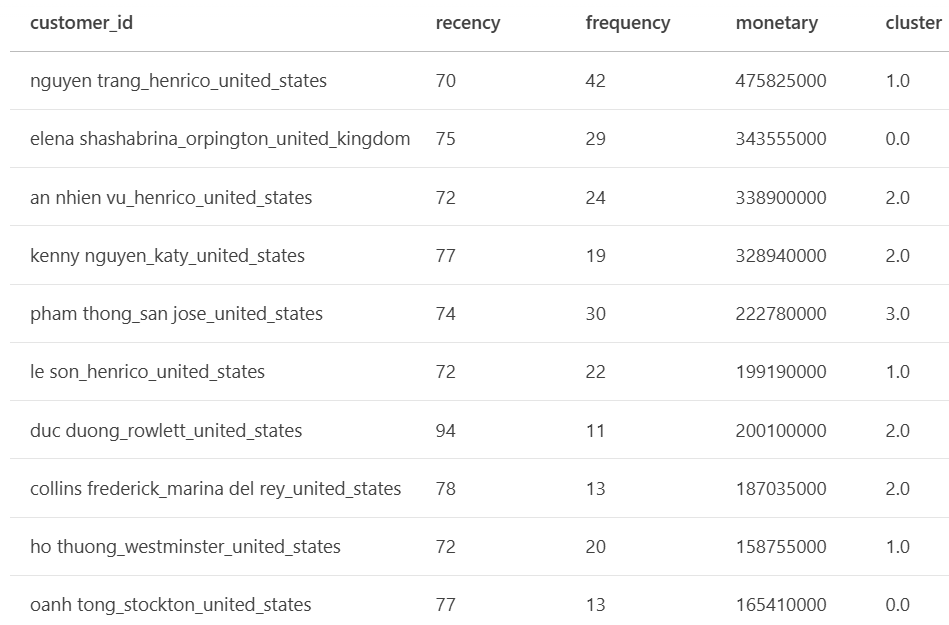 customer_id recency frequency monetary cluster
nguyen trang_henrico_united_states 70 42 475825000 1.0
elena shashabrina_orpington_united_kingdom 75 29 343555000 0.0
an nhien vu_henrico_united_states 72 24 338900000 2.0
kenny nguyen_katy_united_states 77 19 328940000 2.0
pham thong_san jose_united_states 74 30 222780000 3.0
le son_henrico_united_states 72 22 199190000 1.0
duc duong_rowlett_united_states 94 11 200100000 2.0
collins frederick_marina del rey_united_states 78 13 187035000 2.0
ho thuong_westminster_united_states 72 20 158755000 1.0
oanh tong_stockton_united_states 77 13 165410000 0.0